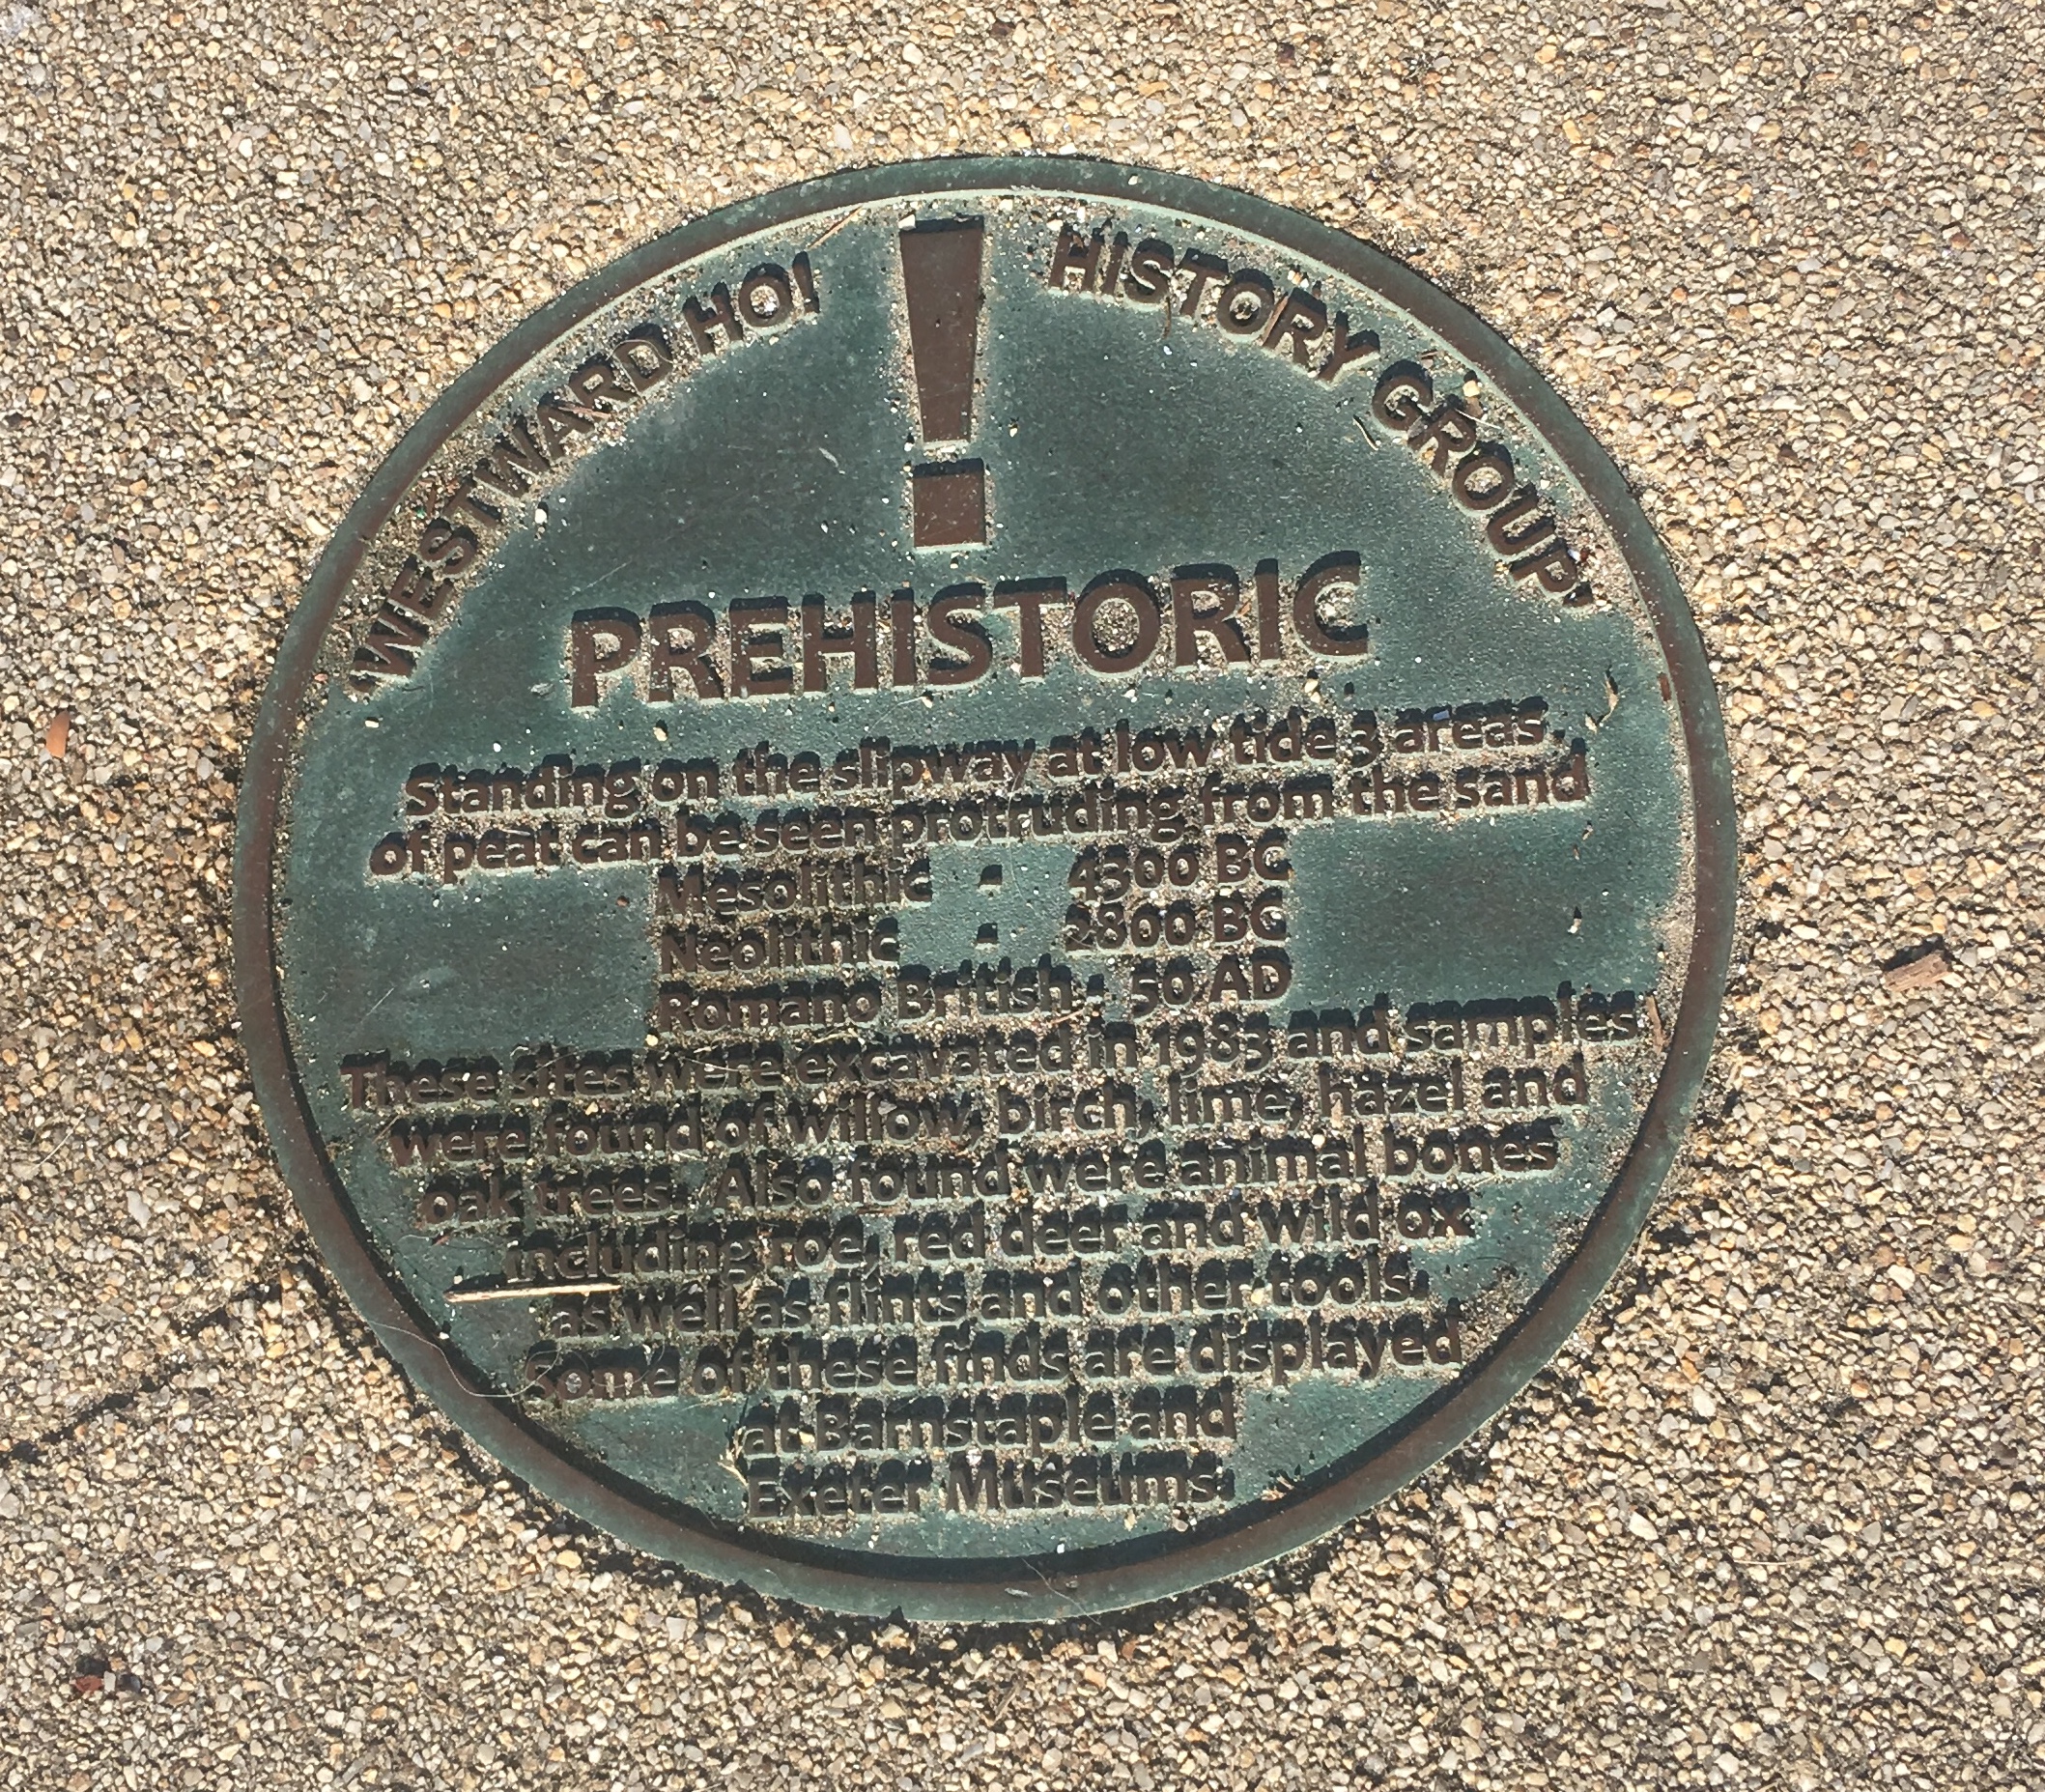 'WESTWARD HO! HISTORY GROUP'
!
PREHISTORIC
Standing on the slipway at low tide 3 areas
of peat can be seen protruding from the sand
Mesolithic - 4300 BC
Neolithic - 2800 BC
Romano British - 50 AD
These sites were excavated in 1983 and samples
were found of willow, birch, lime, hazel and
oak trees. Also found were animal bones
including roe, red deer and wild ox
as well as flints and other tools.
Some of these finds are displayed
at Barnstaple and
Exeter Museums.